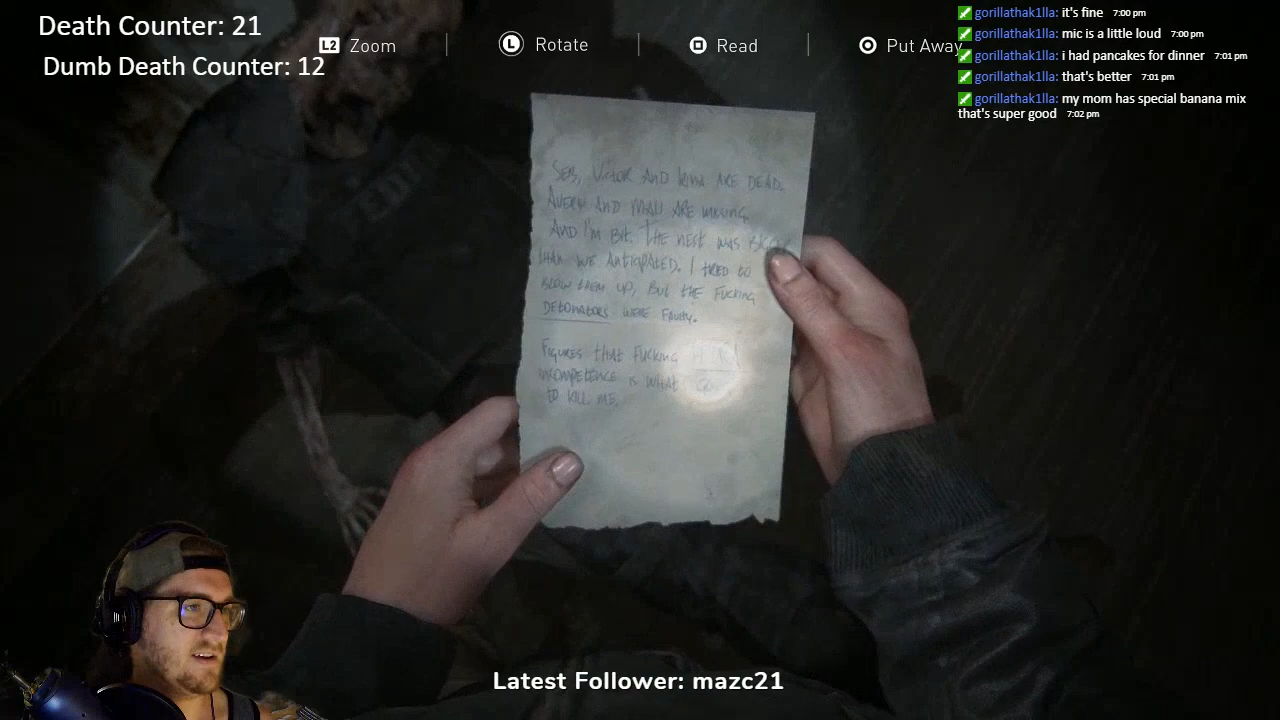 Death Counter: 21
Dumb Death Counter: 12
L2 Zoom
L Rotate
Read
Put Away
gorillathak1lla: it's fine 7:00 pm
gorillathak1lla: mic is a little loud 7:00 pm
gorillathak1lla: i had pancakes for dinner 7:01 pm
gorillathak1lla: that's better 7:01 pm
gorillathak1lla: my mom has special banana mix
that's super good 7:02 pm
SEB, VICTOR AND ARE DEAD.
AVERY AND ARE MISSING
AND I'M BIT. THE NEST WAS
THAN WE ANTICIPATED. I TRIED TO
BLOW THEM UP, BUT THE FUCKING
DETONATORS WERE FAULTY.
FIGURES THAT FUCKING
INCOMPETENCE IS WHAT
TO KILL ME.
Latest Follower: mazc21